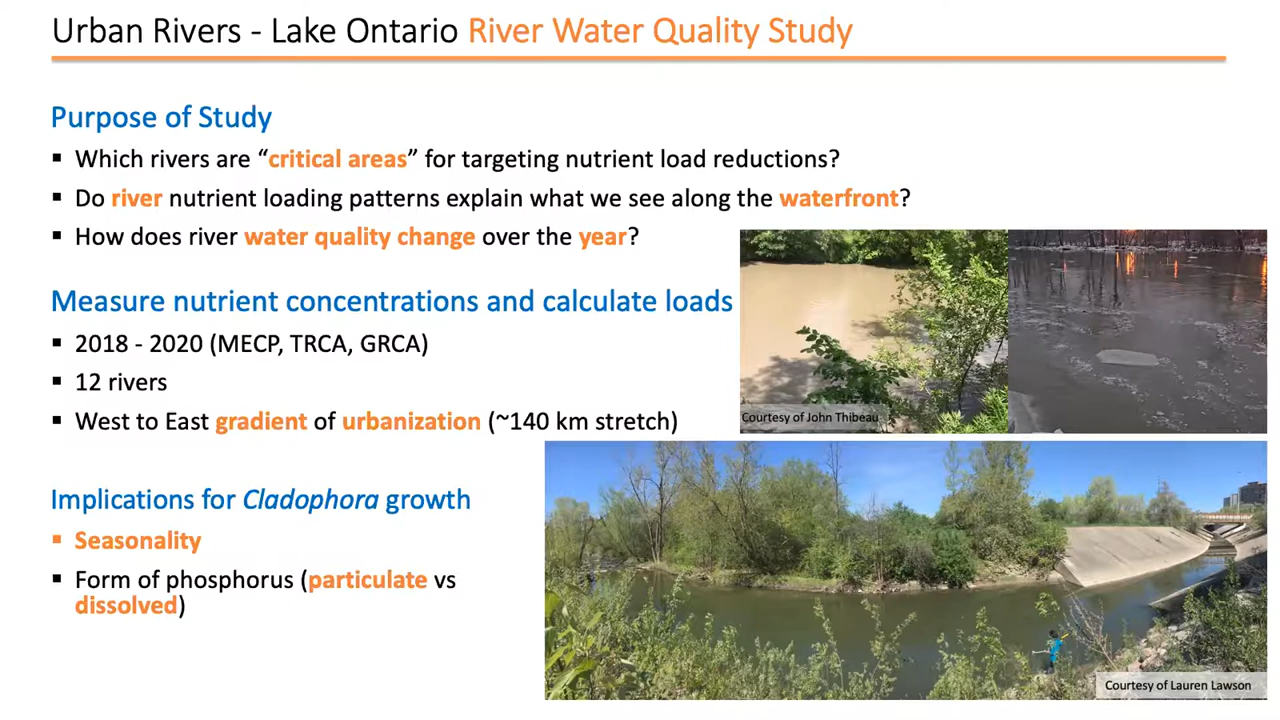 Urban Rivers - Lake Ontario River Water Quality Study
Purpose of Study
▪ Which rivers are “critical areas” for targeting nutrient load reductions?
▪ Do river nutrient loading patterns explain what we see along the waterfront?
▪ How does river water quality change over the year?
Measure nutrient concentrations and calculate loads
▪ 2018 - 2020 (MECP, TRCA, GRCA)
▪ 12 rivers
▪ West to East gradient of urbanization (~140 km stretch)
Courtesy of John Thibeau
Implications for Cladophora growth
▪ Seasonality
▪ Form of phosphorus (particulate vs
dissolved)
Courtesy of Lauren Lawson